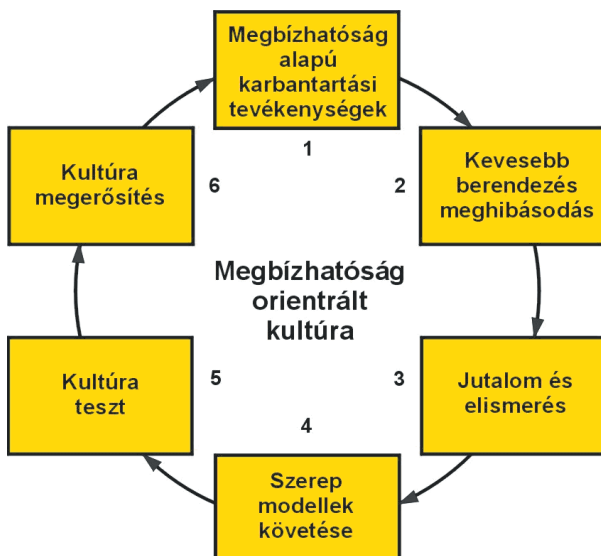 Megbízhatóság
alapú
karbantartási
tevékenységek
1
Kevesebb
berendezés
meghibásodás
2
Jutalom és
elismerés
3
Szerep
modellek
követése
4
Kultúra
teszt
5
Kultúra
megerősítés
6
Megbízhatóság
orientrált
kultúra